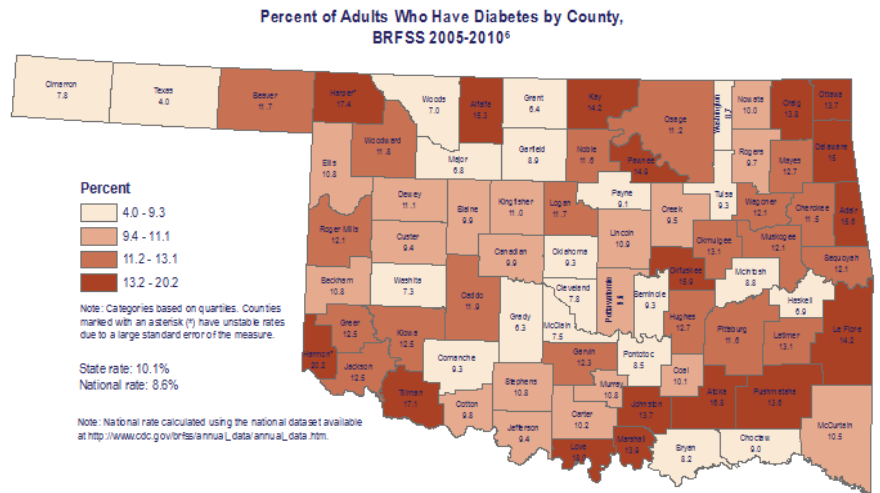 Percent of Adults Who Have Diabetes by County,
BRFSS 2005-2010⁶
Cimarron
7.8
Texas
4.0
Beaver
11.7
Harper*
17.4
Woods
7.0
Alfalfa
15.3
Grant
6.4
Kay
14.2
Osage
11.2
Washington
8.7
Nowata
10.0
Craig
13.8
Ottawa
13.7
Ellis
10.8
Woodward
11.8
Major
6.8
Garfield
8.9
Noble
11.6
Pawnee
14.9
Rogers
9.7
Mayes
12.7
Delaware
15
Percent
4.0 - 9.3
9.4 - 11.1
11.2 - 13.1
13.2 - 20.2
Dewey
11.1
Blaine
9.9
Kingfisher
11.0
Logan
11.7
Payne
9.1
Creek
9.5
Tulsa
9.3
Wagoner
12.1
Cherokee
11.5
Adair
15.6
Roger Mills
12.1
Custer
9.4
Canadian
9.9
Oklahoma
9.3
Lincoln
10.9
Okmulgee
13.1
Muskogee
12.1
Sequoyah
12.1
Beckham
10.8
Washita
7.3
Caddo
11.9
Grady
6.3
Cleveland
7.8
McClain
7.5
Pottawatomie
Seminole
9.3
Okfuskee
15.9
McIntosh
8.8
Haskell
6.9
Note: Categories based on quartiles. Counties
marked with an asterisk (*) have unstable rates
due to a large standard error of the measure.
State rate: 10.1%
National rate: 8.6%
Note: National rate calculated using the national dataset available
at http://www.cdc.gov/brfss/annual_data/annual_data.htm.
Greer
12.5
Kiowa
12.5
Hughes
12.7
Pittsburg
11.6
Latimer
13.1
Le Flore
14.2
Harmon*
20.2
Jackson
12.5
Comanche
9.3
Garvin
12.3
Pontotoc
8.5
Coal
10.1
Tillman
17.1
Cotton
9.8
Stephens
10.8
Murray
10.8
Johnston
13.7
Atoka
16.8
Pushmataha
13.6
McCurtain
10.5
Jefferson
9.4
Carter
10.2
Love
Marshall
13.9
Bryan
8.2
Choctaw
9.0